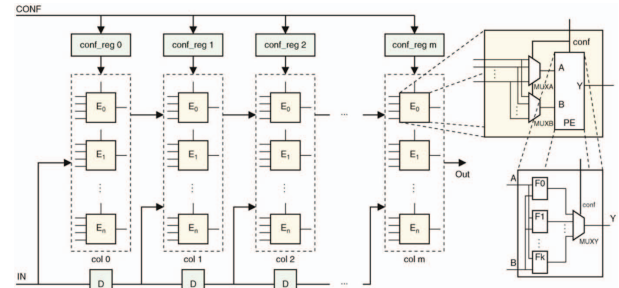 CONF
conf_reg 0 conf_reg 1 conf_reg 2 conf_reg m
E0 E0 E0 ... E0
E1 E1 E1 E1
En En En En
col 0 col 1 col 2 col m
Out
IN
D D D ...
conf
MUXA
A
Y
MUXB
B
PE
A
F0
conf
F1
Y
MUXY
B
Fk